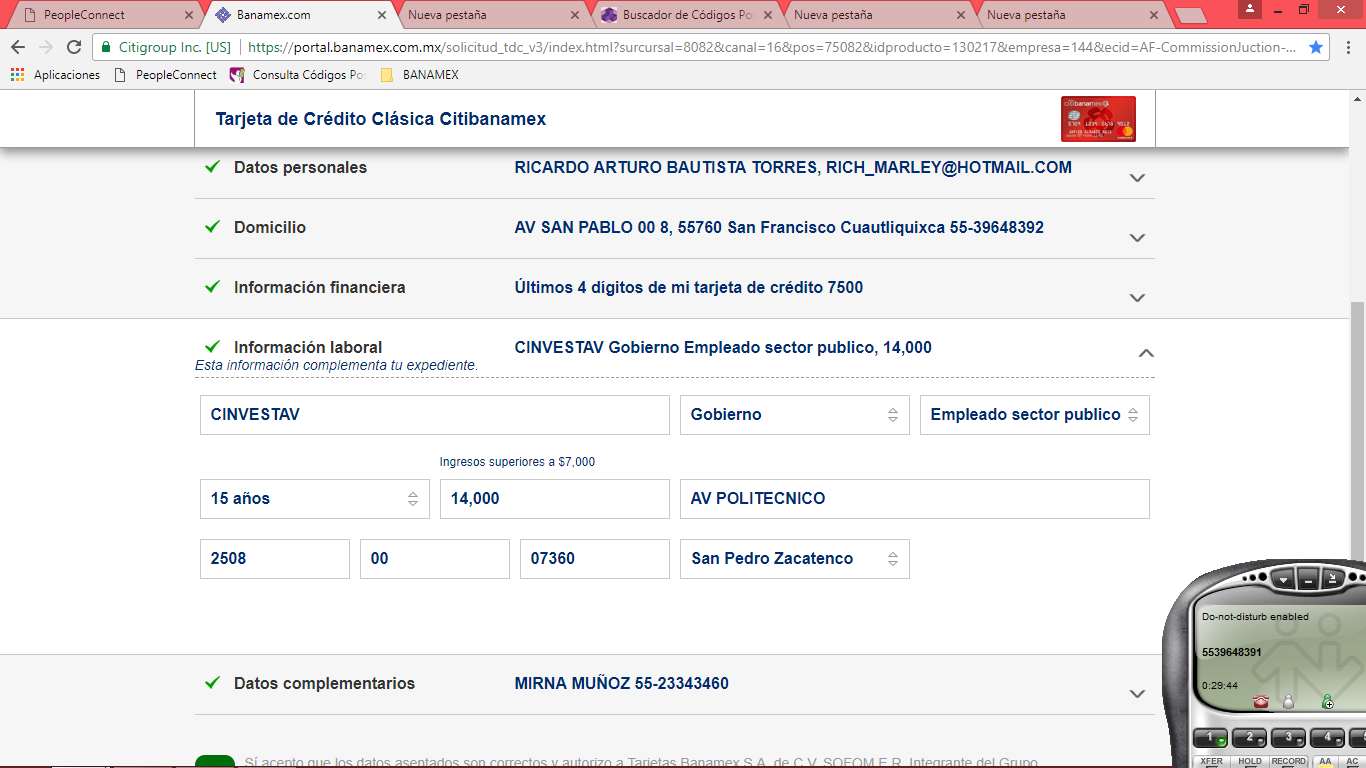 PeopleConnect
Banamex.com
Nueva pestaña
Buscador de Códigos Pos
Nueva pestaña
Nueva pestaña
Citigroup Inc. [US]
https://portal.banamex.com.mx/solicitud_tdc_v3/index.html?surcursal=8082&canal=16&pos=75082&idproducto=130217&empresa=144&ecid=AF-CommissionJuction-...
Aplicaciones
PeopleConnect
Consulta Códigos Pos
BANAMEX
Tarjeta de Crédito Clásica Citibanamex
citibanamex
Datos personales
RICARDO ARTURO BAUTISTA TORRES, RICH_MARLEY@HOTMAIL.COM
Domicilio
AV SAN PABLO 00 8, 55760 San Francisco Cuautliquixca 55-39648392
Información financiera
Últimos 4 dígitos de mi tarjeta de crédito 7500
Información laboral
CINVESTAV Gobierno Empleado sector publico, 14,000
Esta información complementa tu expediente.
CINVESTAV
Gobierno
Empleado sector publico
Ingresos superiores a $7,000
15 años
14,000
AV POLITECNICO
2508
00
07360
San Pedro Zacatenco
Do-not-disturb enabled
5539648391
0:29:44
Datos complementarios
MIRNA MUÑOZ 55-23343460
1
2
3
4
5
XFER
HOLD
RECORD
AA
AC
Sí acepto que los datos asentados son correctos y autorizo a Tarjetas Banamex S.A. de C.V. SOFOM E.R. Integrante del Grupo